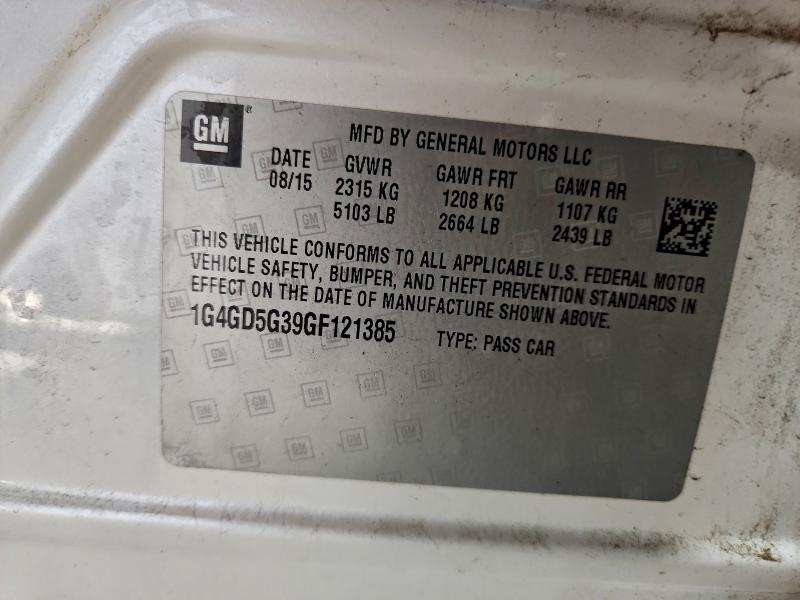 GM
MFD BY GENERAL MOTORS LLC
DATE GVWR GAWR FRT GAWR RR
08/15 2315 KG 1208 KG 1107 KG
5103 LB 2664 LB 2439 LB
THIS VEHICLE CONFORMS TO ALL APPLICABLE U.S. FEDERAL MOTOR
VEHICLE SAFETY, BUMPER, AND THEFT PREVENTION STANDARDS IN
EFFECT ON THE DATE OF MANUFACTURE SHOWN ABOVE.
1G4GD5G39GF121385 TYPE: PASS CAR